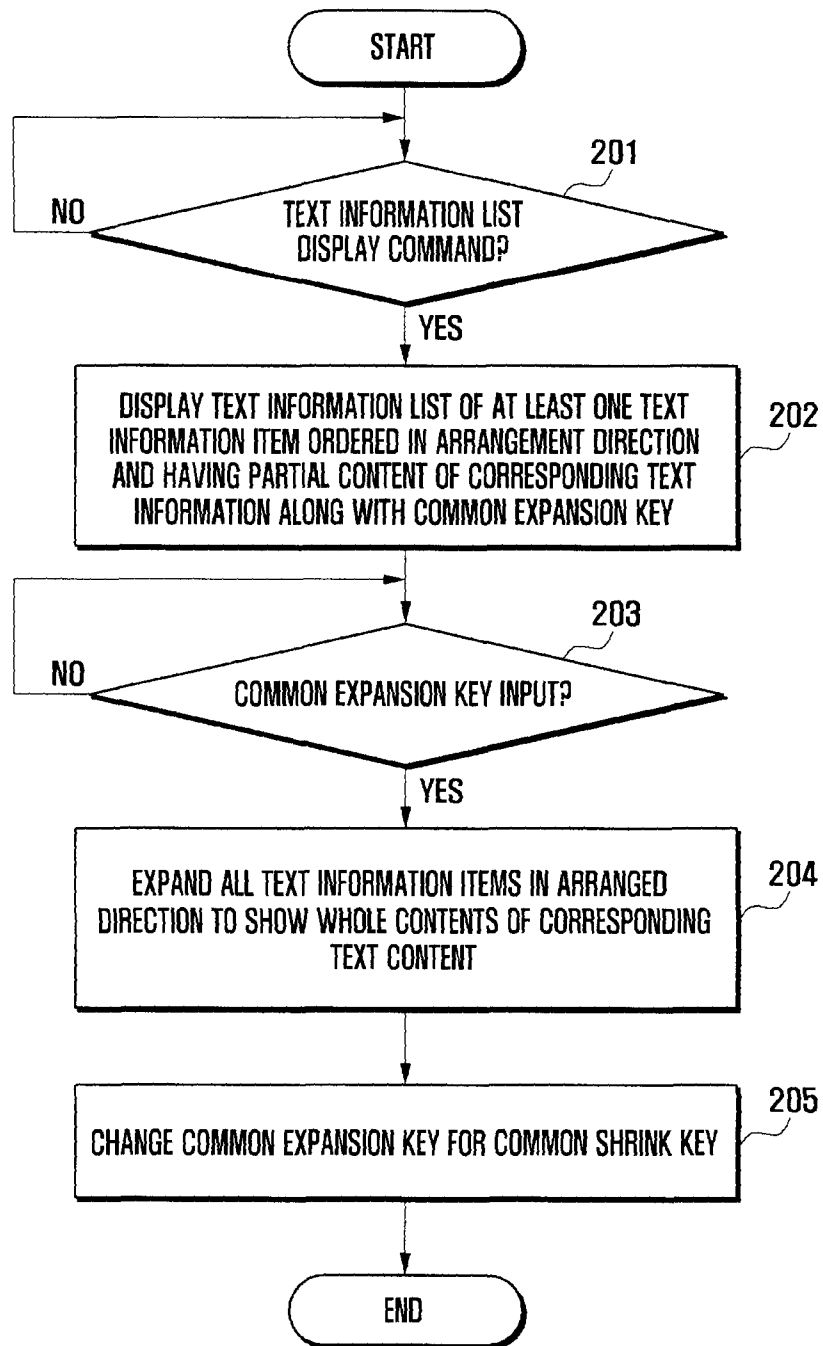 START
201
TEXT INFORMATION LIST
DISPLAY COMMAND?
NO
YES
DISPLAY TEXT INFORMATION LIST OF AT LEAST ONE TEXT
INFORMATION ITEM ORDERED IN ARRANGEMENT DIRECTION
AND HAVING PARTIAL CONTENT OF CORRESPONDING TEXT
INFORMATION ALONG WITH COMMON EXPANSION KEY
202
203
COMMON EXPANSION KEY INPUT?
NO
YES
EXPAND ALL TEXT INFORMATION ITEMS IN ARRANGED
DIRECTION TO SHOW WHOLE CONTENTS OF CORRESPONDING
TEXT CONTENT
204
CHANGE COMMON EXPANSION KEY FOR COMMON SHRINK KEY
205
END